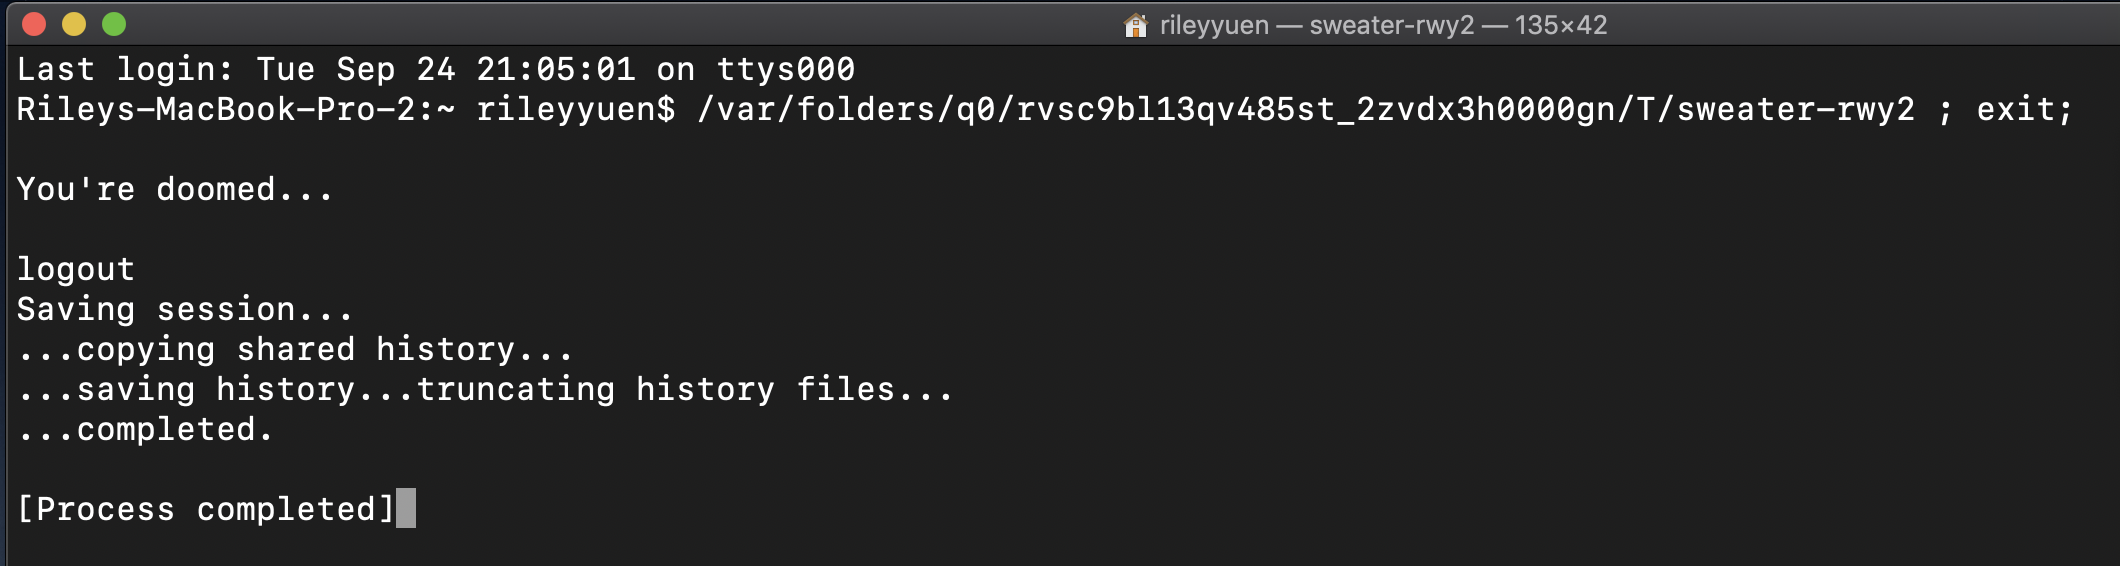 rileyyuen — sweater-rwy2 — 135×42
Last login: Tue Sep 24 21:05:01 on ttys000
Rileys-MacBook-Pro-2:~ rileyyuen$ /var/folders/q0/rvsc9bl13qv485st_2zvdx3h0000gn/T/sweater-rwy2 ; exit;
You're doomed...
logout
Saving session...
...copying shared history...
...saving history...truncating history files...
...completed.
[Process completed]